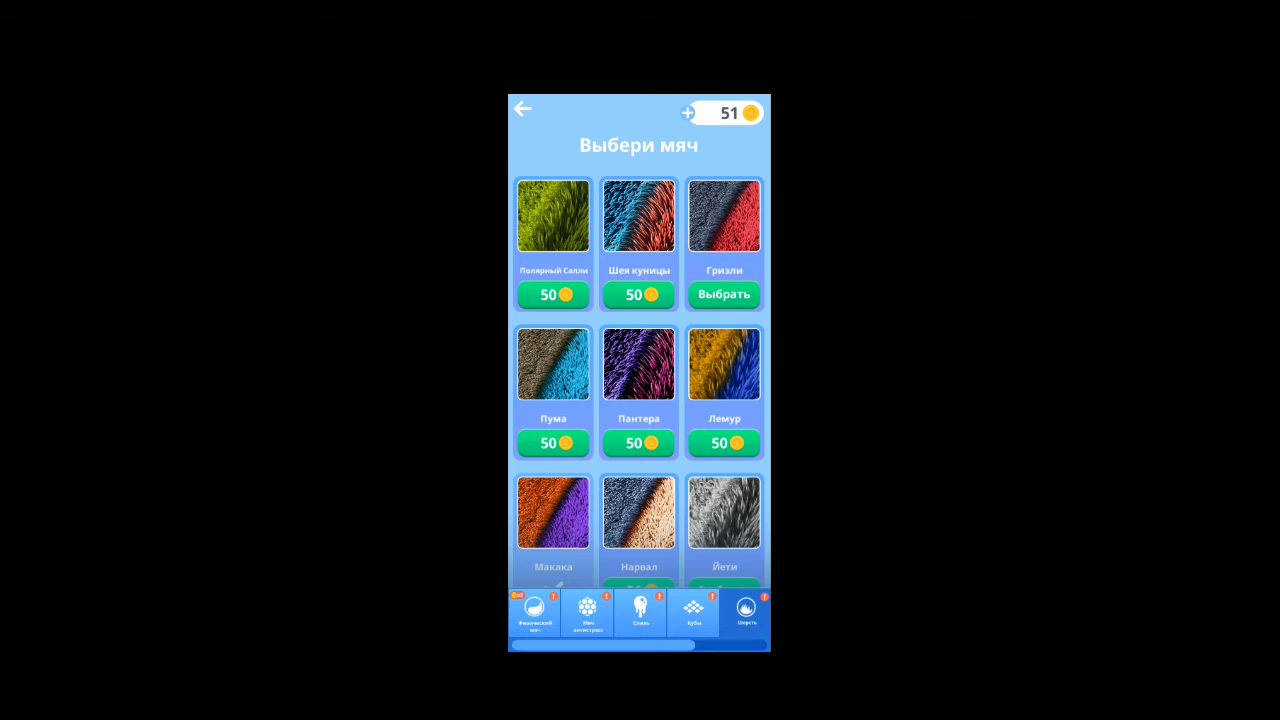 51
Выбери мяч
Полярный Салли
Шея куницы
Гризли
50
50
Выбрать
Пума
Пантера
Лемур
50
50
50
Макака
Нарвал
Йети
Физический
мяч
Мяч
антистресс
Слизь
Кубы
Шерсть